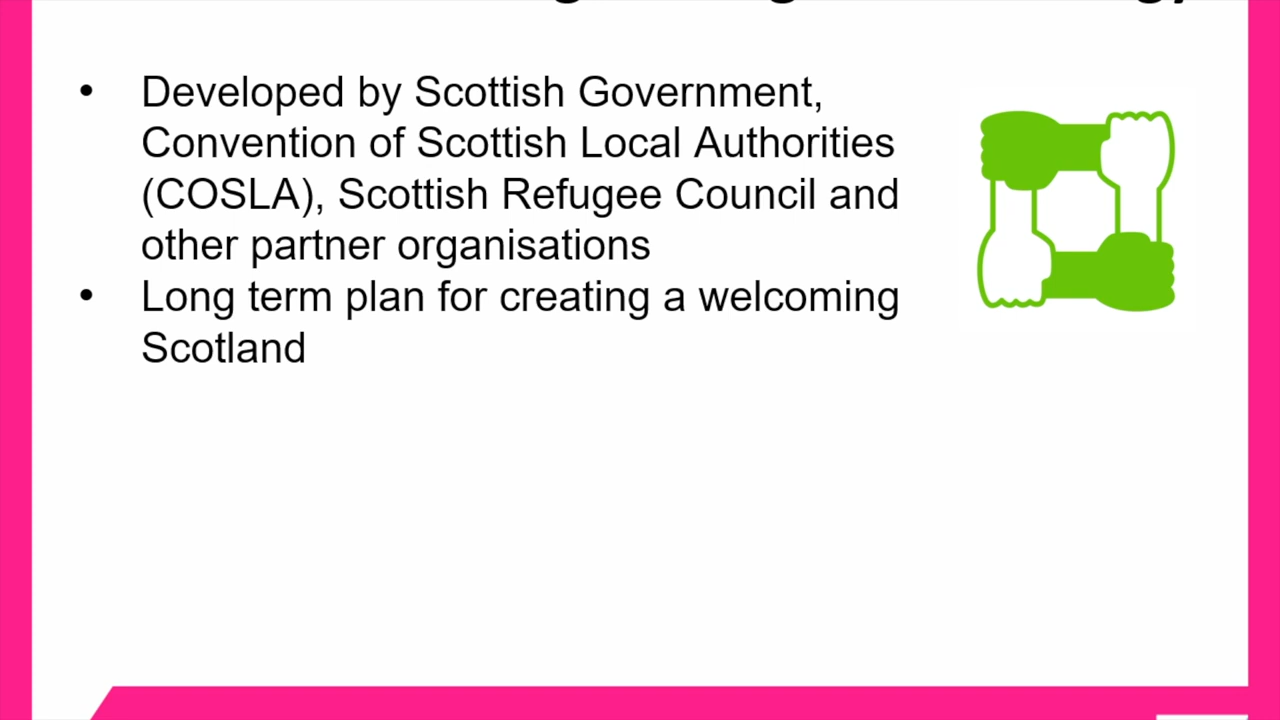 • Developed by Scottish Government,
Convention of Scottish Local Authorities
(COSLA), Scottish Refugee Council and
other partner organisations
• Long term plan for creating a welcoming
Scotland